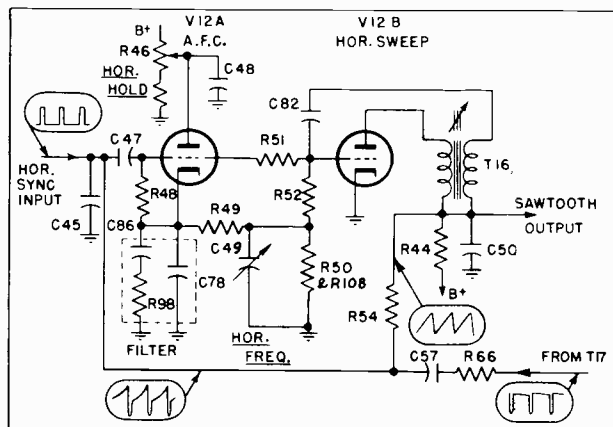 V12A
A.F.C.
V12 B
HOR. SWEEP
B+
R46
HOR.
HOLD
C48
C82
C47
R51
T16
HOR.
SYNC
INPUT
R48
R52
C45
C86
R49
SAWTOOTH
OUTPUT
R44
C50
C49
R50
&R108
C78
B+
R98
R54
FILTER
HOR.
FREQ.
C57
R66
FROM T17